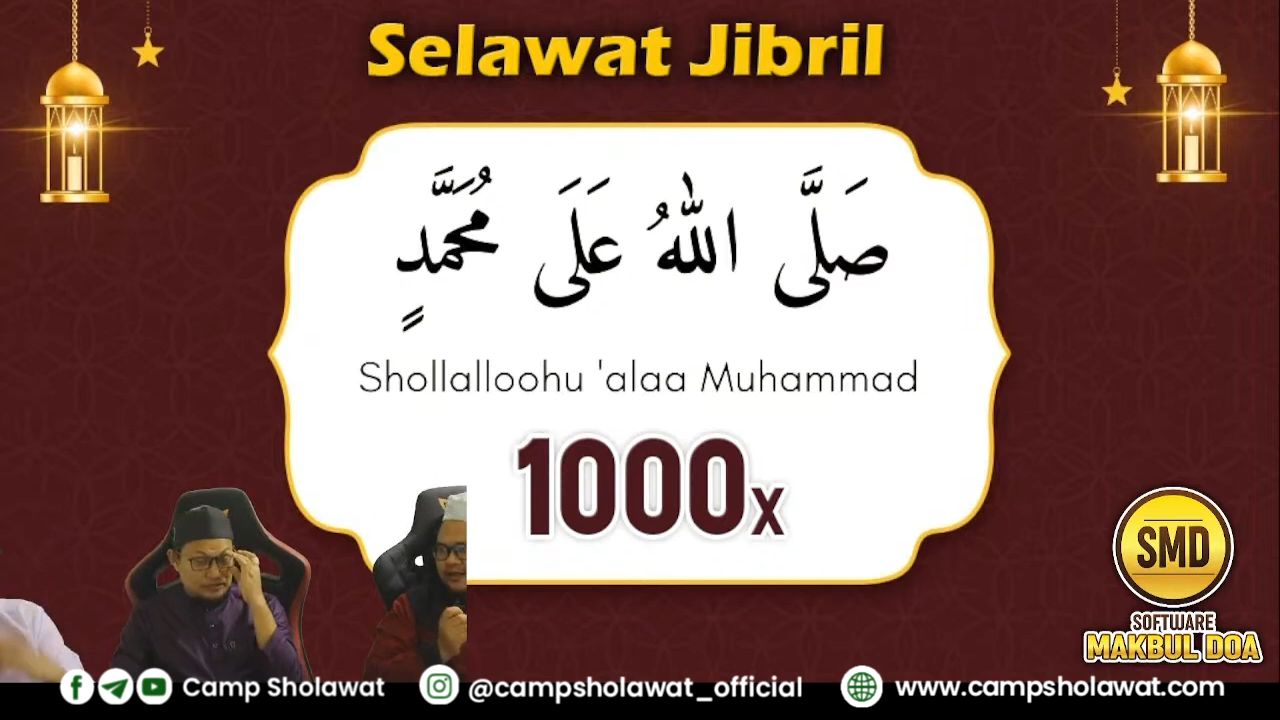 Selawat Jibril
صَلَّى اللّٰهُ عَلَى مُحَمَّدٍ
Shollalloohu 'alaa Muhammad
1000x
SMD
SOFTWARE
MAKBUL DOA
Camp Sholawat @campsholawat_official www.campsholawat.com